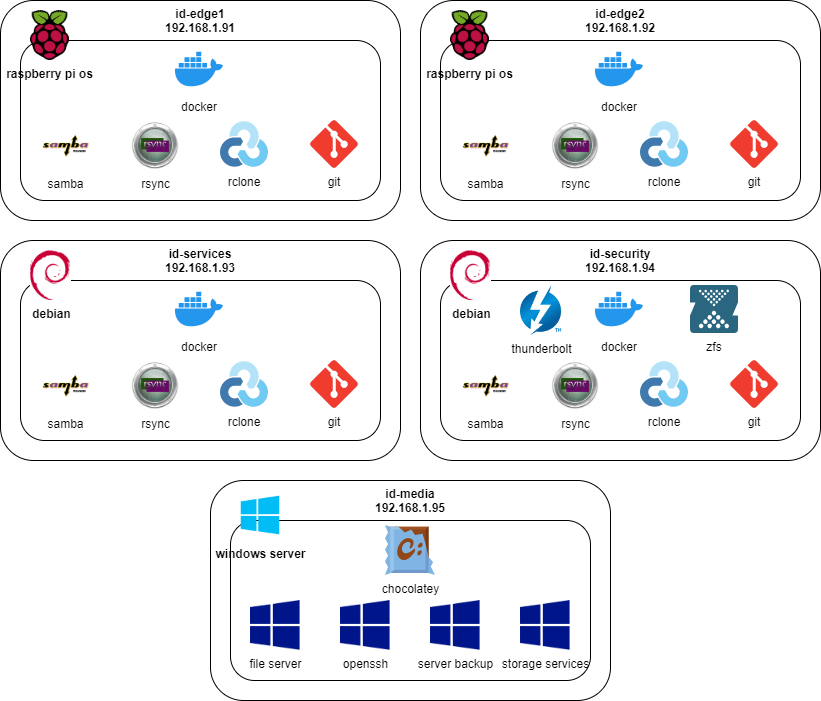 id-edge1
192.168.1.91
raspberry pi os
docker
samba
rsync
samba
rsync
rclone
git
id-edge2
192.168.1.92
raspberry pi os
docker
samba
rsync
samba
rsync
rclone
git
id-services
192.168.1.93
debian
docker
samba
rsync
samba
rsync
rclone
git
id-security
192.168.1.94
debian
TM
thunderbolt
docker
zfs
samba
rsync
samba
rsync
rclone
git
id-media
192.168.1.95
windows server
C:
chocolatey
file server
openssh
server backup
storage services